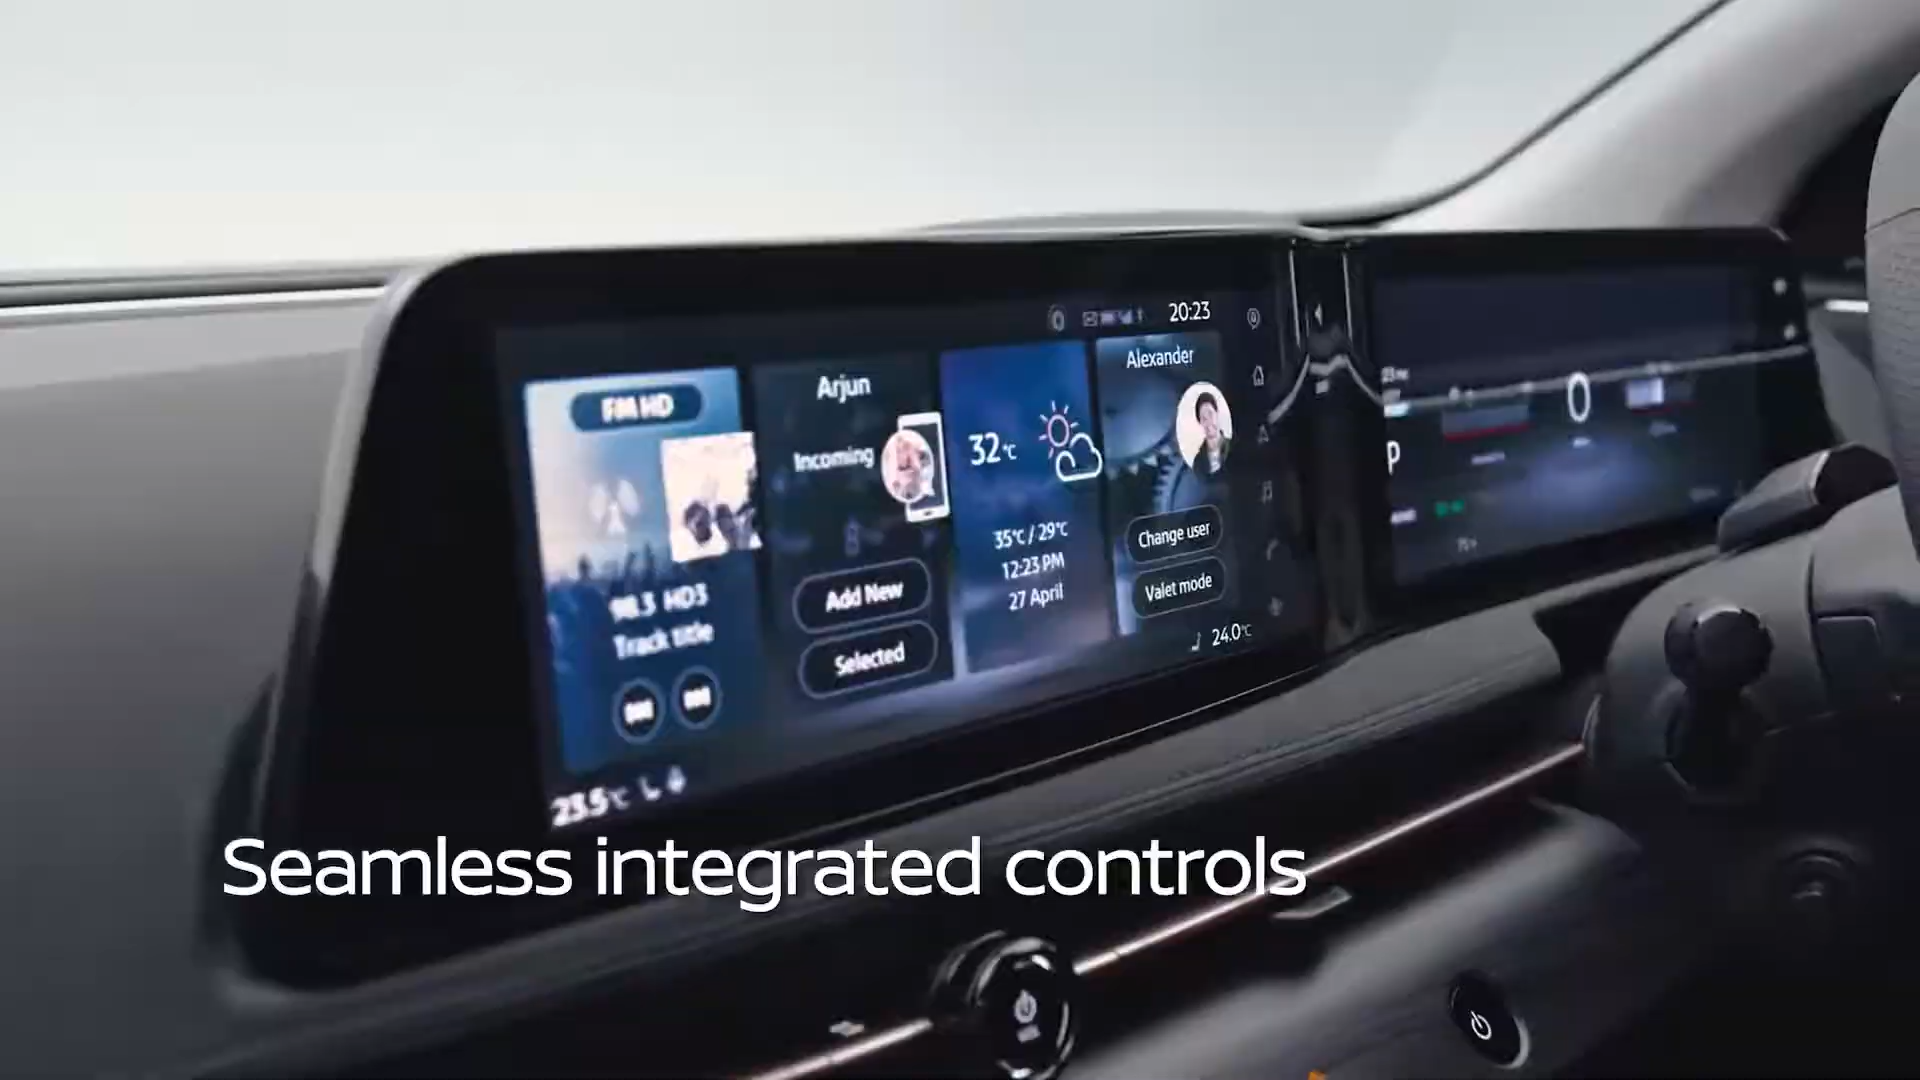 20:23
FM HD
98.3 HD3
Track title
23.5°C
Arjun
Incoming
Add New
Selected
32°C
35°C / 29°C
12:23 PM
27 April
Alexander
Change user
Valet mode
24.0°C
P
0
Seamless integrated controls